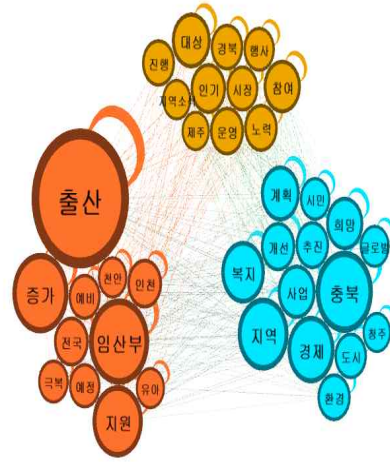 대상
경북
행사
진행
인기
시장
참여
지역소
제주
운영
노력
출산
증가
예비
천안
인천
전국
임산부
극복
예정
유아
지원
계획
시민
희망
글로벌
개선
추진
복지
사업
충북
지역
경제
도시
청주
환경